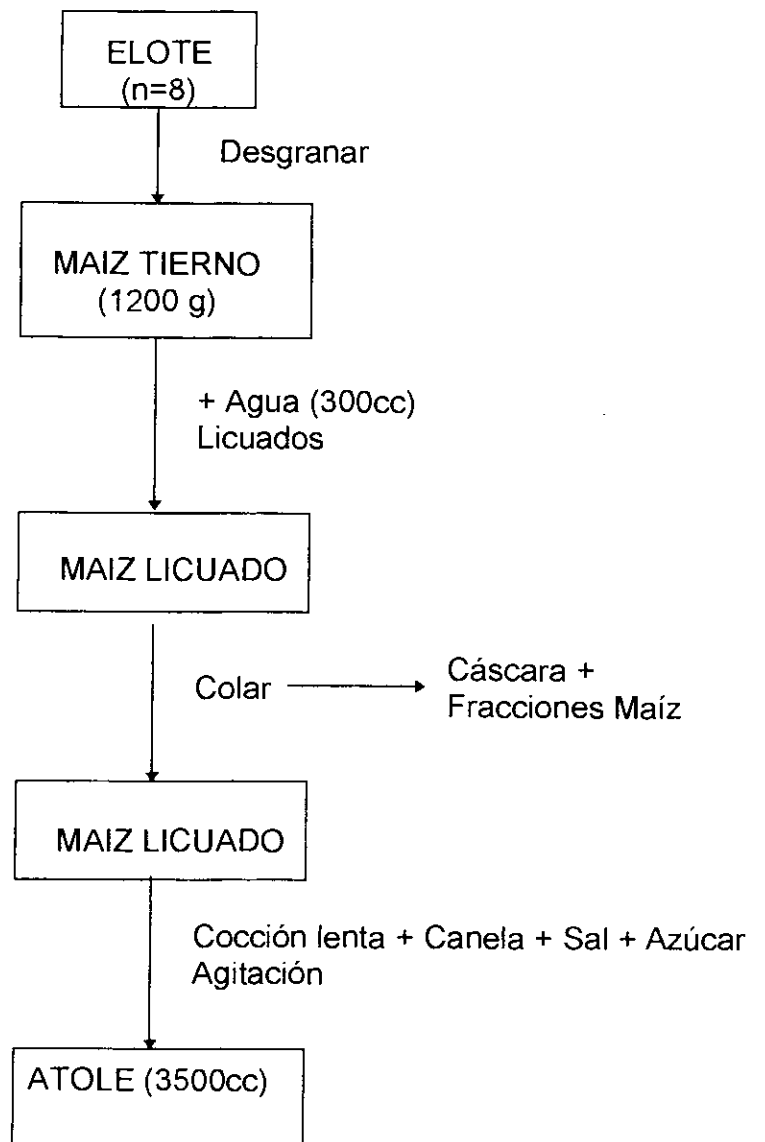 ELOTE
(n=8)
Desgranar
MAIZ TIERNO
(1200 g)
+ Agua (300cc)
Licuados
MAIZ LICUADO
Colar
Cáscara +
Fracciones Maíz
MAIZ LICUADO
Cocción lenta + Canela + Sal + Azúcar
Agitación
ATOLE (3500cc)